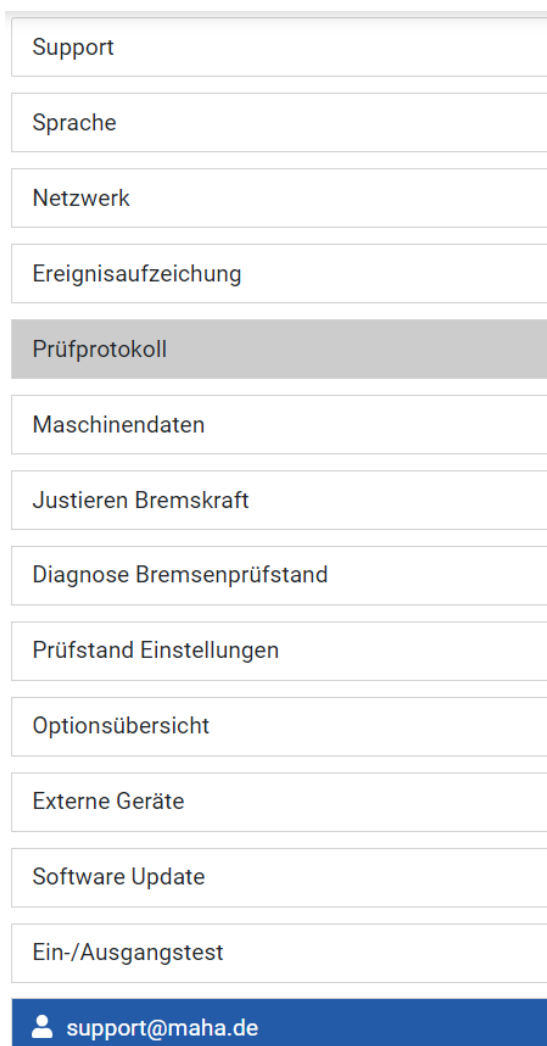 Support
Sprache
Netzwerk
Ereignisaufzeichung
Prüfprotokoll
Maschinendaten
Justieren Bremskraft
Diagnose Bremsenprüfstand
Prüfstand Einstellungen
Optionsübersicht
Externe Geräte
Software Update
Ein-/Ausgangstest
support@maha.de